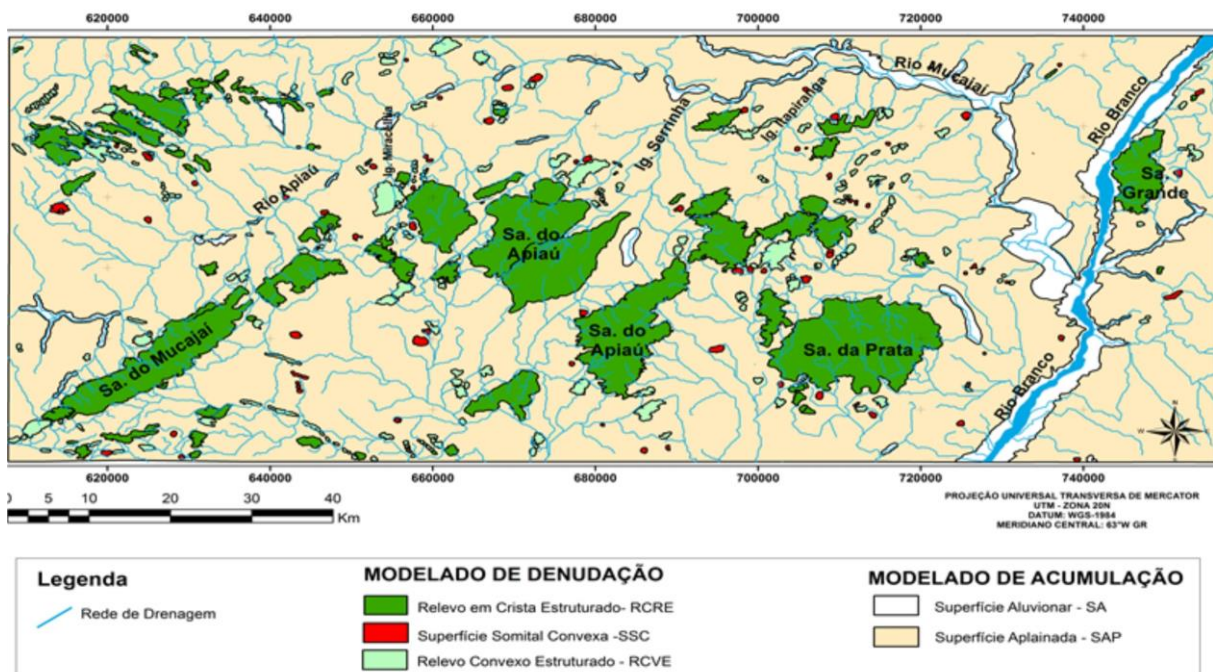 620000 640000 660000 680000 700000 720000 740000
Rio Mucajaí
Rio Branco
Ig. Serrinha
Ig. Itapiranga
Sa.
Grande
Rio Apiaú
Sa. do
Apiaú
Sa. do Mucajaí
Sa. do
Apiaú
Sa. da Prata
Rio Branco
W
620000 640000 660000 680000 700000 720000 740000
0 5 10 20 30 40
Km
PROJEÇÃO UNIVERSAL TRANSVERSA DE MERCATOR
UTM - ZONA 20N
DATUM: WGS-1984
MERIDIANO CENTRAL: 63°W GR
Legenda
Rede de Drenagem
MODELADO DE DENUDAÇÃO
Relevo em Crista Estruturado- RCRE
Superfície Somital Convexa -SSC
Relevo Convexo Estruturado - RCVE
MODELADO DE ACUMULAÇÃO
Superfície Aluvionar - SA
Superfície Aplainada - SAP